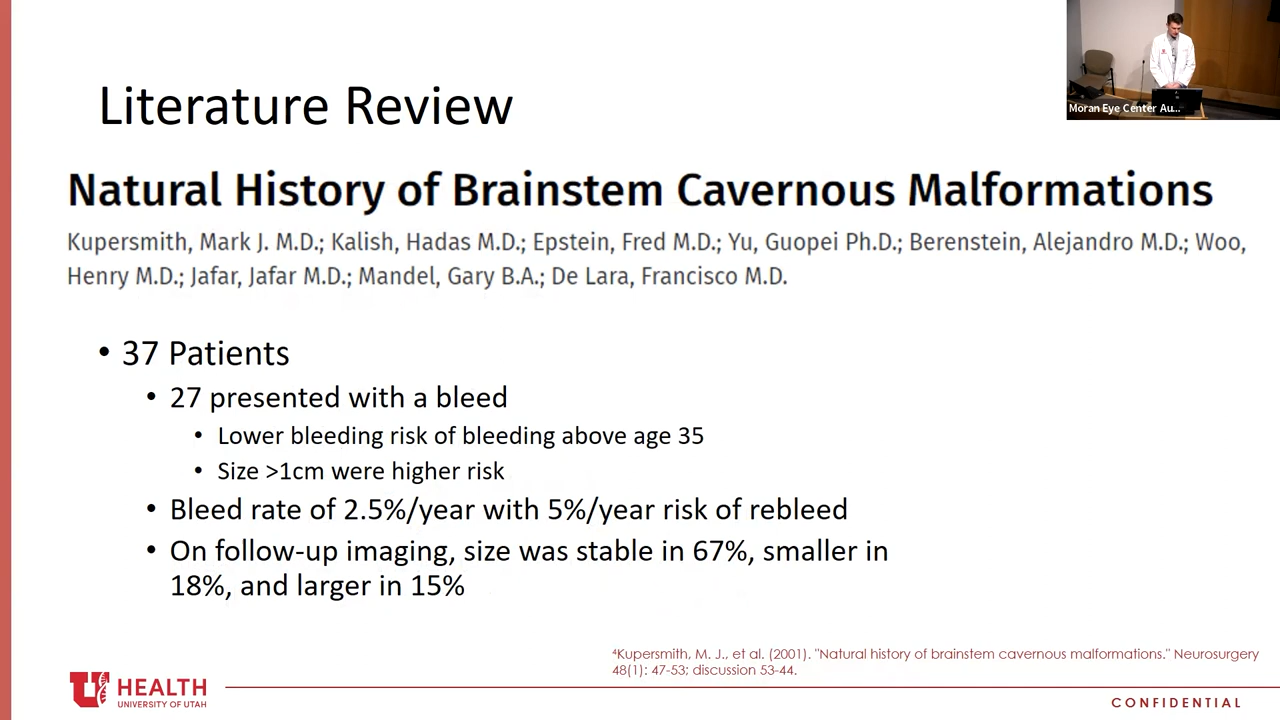 Moran Eye Center Au...
Literature Review
Natural History of Brainstem Cavernous Malformations
Kupersmith, Mark J. M.D.; Kalish, Hadas M.D.; Epstein, Fred M.D.; Yu, Guopei Ph.D.; Berenstein, Alejandro M.D.; Woo,
Henry M.D.; Jafar, Jafar M.D.; Mandel, Gary B.A.; De Lara, Francisco M.D.
• 37 Patients
• 27 presented with a bleed
• Lower bleeding risk of bleeding above age 35
• Size >1cm were higher risk
• Bleed rate of 2.5%/year with 5%/year risk of rebleed
• On follow-up imaging, size was stable in 67%, smaller in
18%, and larger in 15%
⁴Kupersmith, M. J., et al. (2001). "Natural history of brainstem cavernous malformations." Neurosurgery
48(1): 47-53; discussion 53-44.
U HEALTH
UNIVERSITY OF UTAH
CONFIDENTIAL